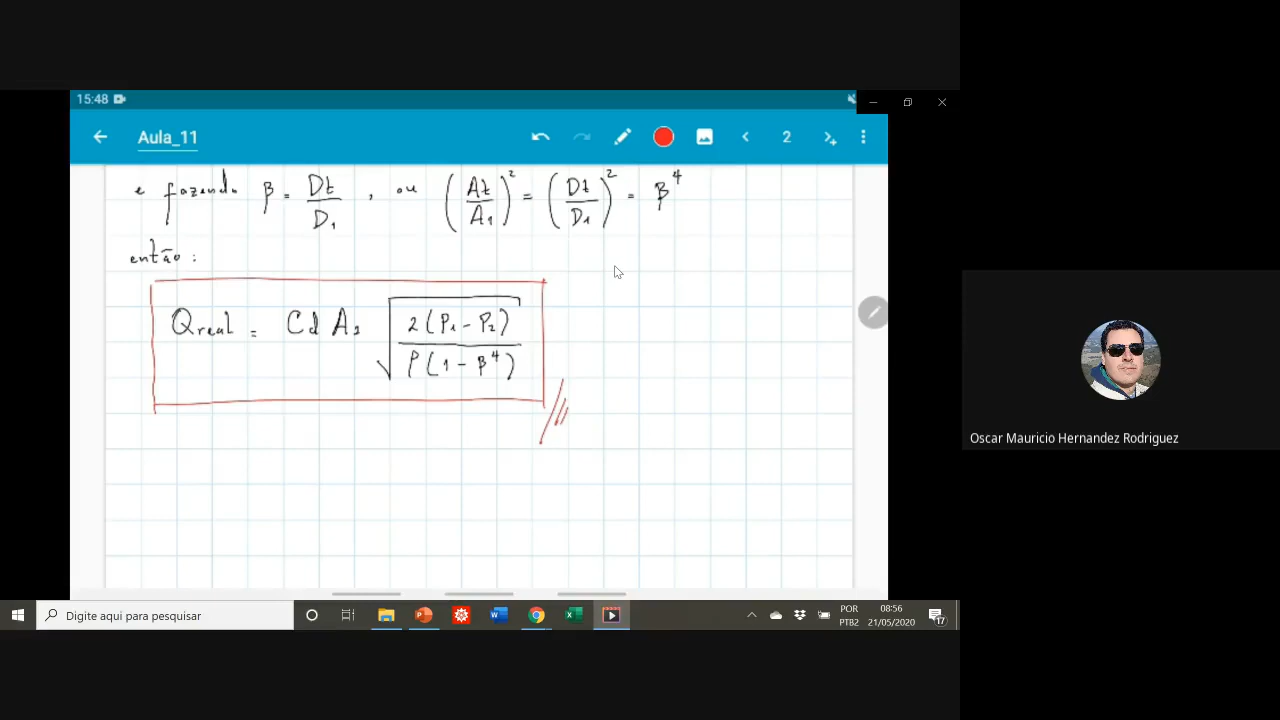 15:48
Aula_11
2
e fazendo β = Dt/D₁ , ou (At/A₁)² = (Dt/D₁)² = β⁴
então:
Qreal = Cd A₂ √(2(P₁ - P₂)/ρ(1 - β⁴))
Oscar Mauricio Hernandez Rodriguez
Digite aqui para pesquisar
POR
PTB2
08:56
21/05/2020
17